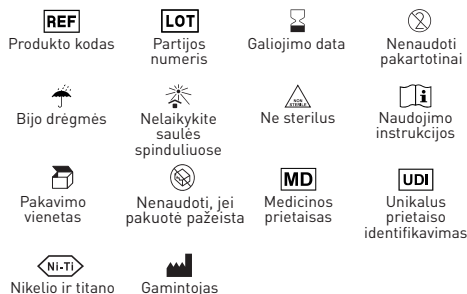 REF
LOT
Produkto kodas
Partijos
numeris
Galiojimo data
Nenaudoti
pakartotinai
2
Bijo drėgmės
Nelaikykite
saulės
spinduliuose
NON
STERILE
Ne sterilus
i
Naudojimo
instrukcijos
Pakavimo
vienetas
Nenaudoti, jei
pakuotė pažeista
MD
Medicinos
prietaisas
UDI
Unikalus
prietaiso
identifikavimas
Ni-Ti
Nikelio ir titano
Gamintojas